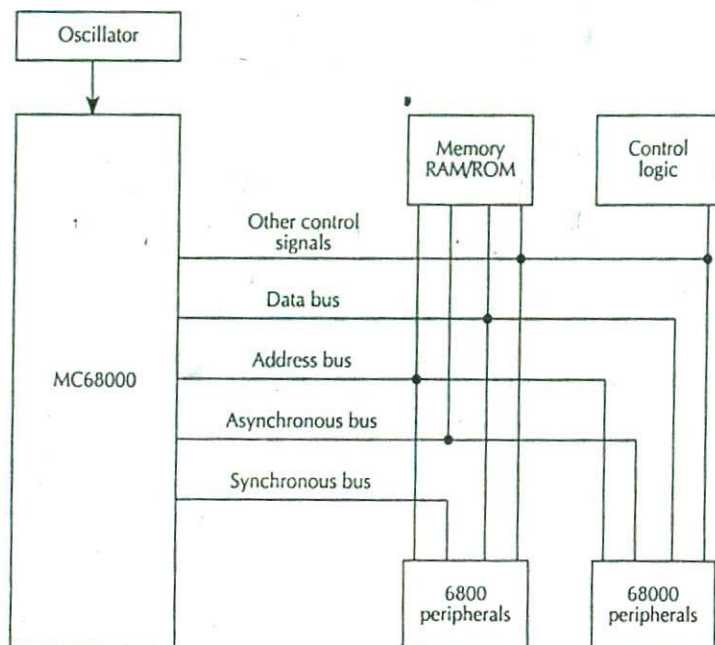 Oscillator
Memory
RAM/ROM
Control
logic
Other control
signals
Data bus
Address bus
MC68000
Asynchronous bus
Synchronous bus
6800
peripherals
68000
peripherals